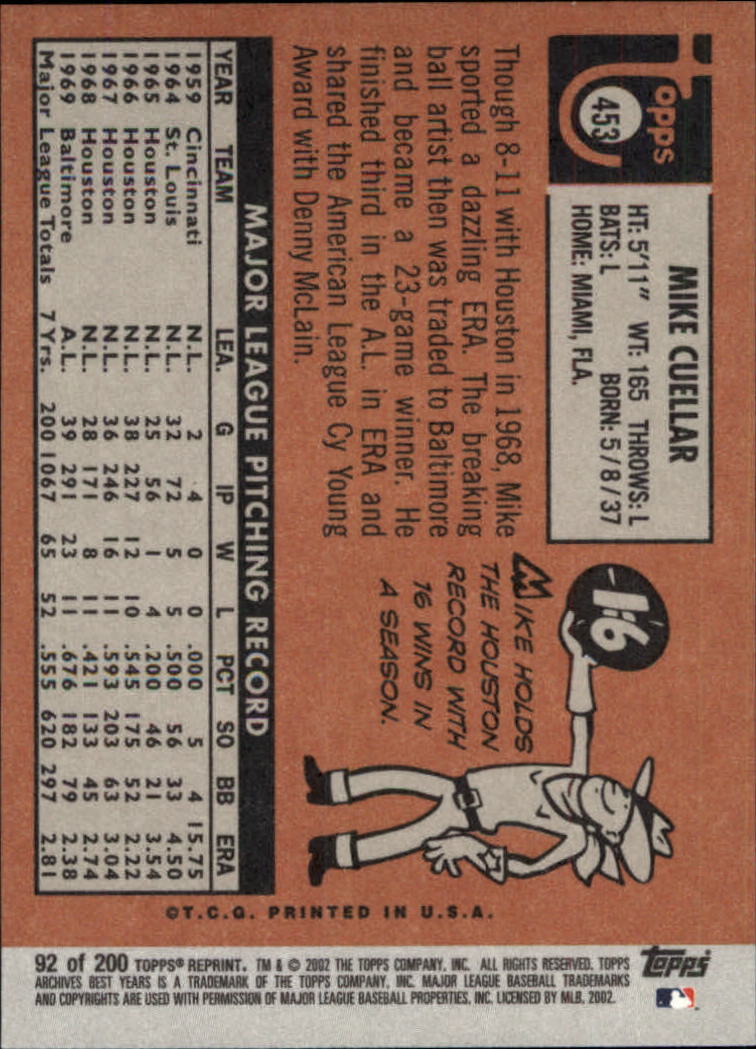 topps
453
MIKE CUELLAR
HT: 5'11" WT: 165 THROWS: L
BATS: L BORN: 5/8/37
HOME: MIAMI, FLA.
Though 8-11 with Houston in 1968, Mike
sported a dazzling ERA. The breaking
ball artist then was traded to Baltimore
and became a 23-game winner. He
finished third in the A.L. in ERA and
shared the American League Cy Young
Award with Denny McLain.
16
MIKE HOLDS
THE HOUSTON
RECORD WITH
16 WINS IN
A SEASON.
MAJOR LEAGUE PITCHING RECORD
YEAR TEAM LEA. G IP W L PCT SO BB ERA
1959 Cincinnati N.L. 2 4 0 0 .000 5 4 15.75
1964 St. Louis N.L. 32 72 5 5 .500 56 33 4.50
1965 Houston N.L. 25 56 1 4 .200 46 21 3.54
1966 Houston N.L. 38 227 12 10 .545 175 52 2.22
1967 Houston N.L. 36 246 16 11 .593 203 63 3.04
1968 Houston N.L. 28 171 8 11 .421 133 45 2.74
1969 Baltimore A.L. 39 291 23 11 .676 182 79 2.38
Major League Totals 7 Yrs. 200 1067 65 52 .555 620 297 2.81
©T.C.G. PRINTED IN U.S.A.
92 of 200 TOPPS® REPRINT. TM & © 2002 THE TOPPS COMPANY, INC. ALL RIGHTS RESERVED. TOPPS
ARCHIVES BEST YEARS IS A TRADEMARK OF THE TOPPS COMPANY, INC. MAJOR LEAGUE BASEBALL TRADEMARKS
AND COPYRIGHTS ARE USED WITH PERMISSION OF MAJOR LEAGUE BASEBALL PROPERTIES, INC. LICENSED BY MLB, 2002.
topps